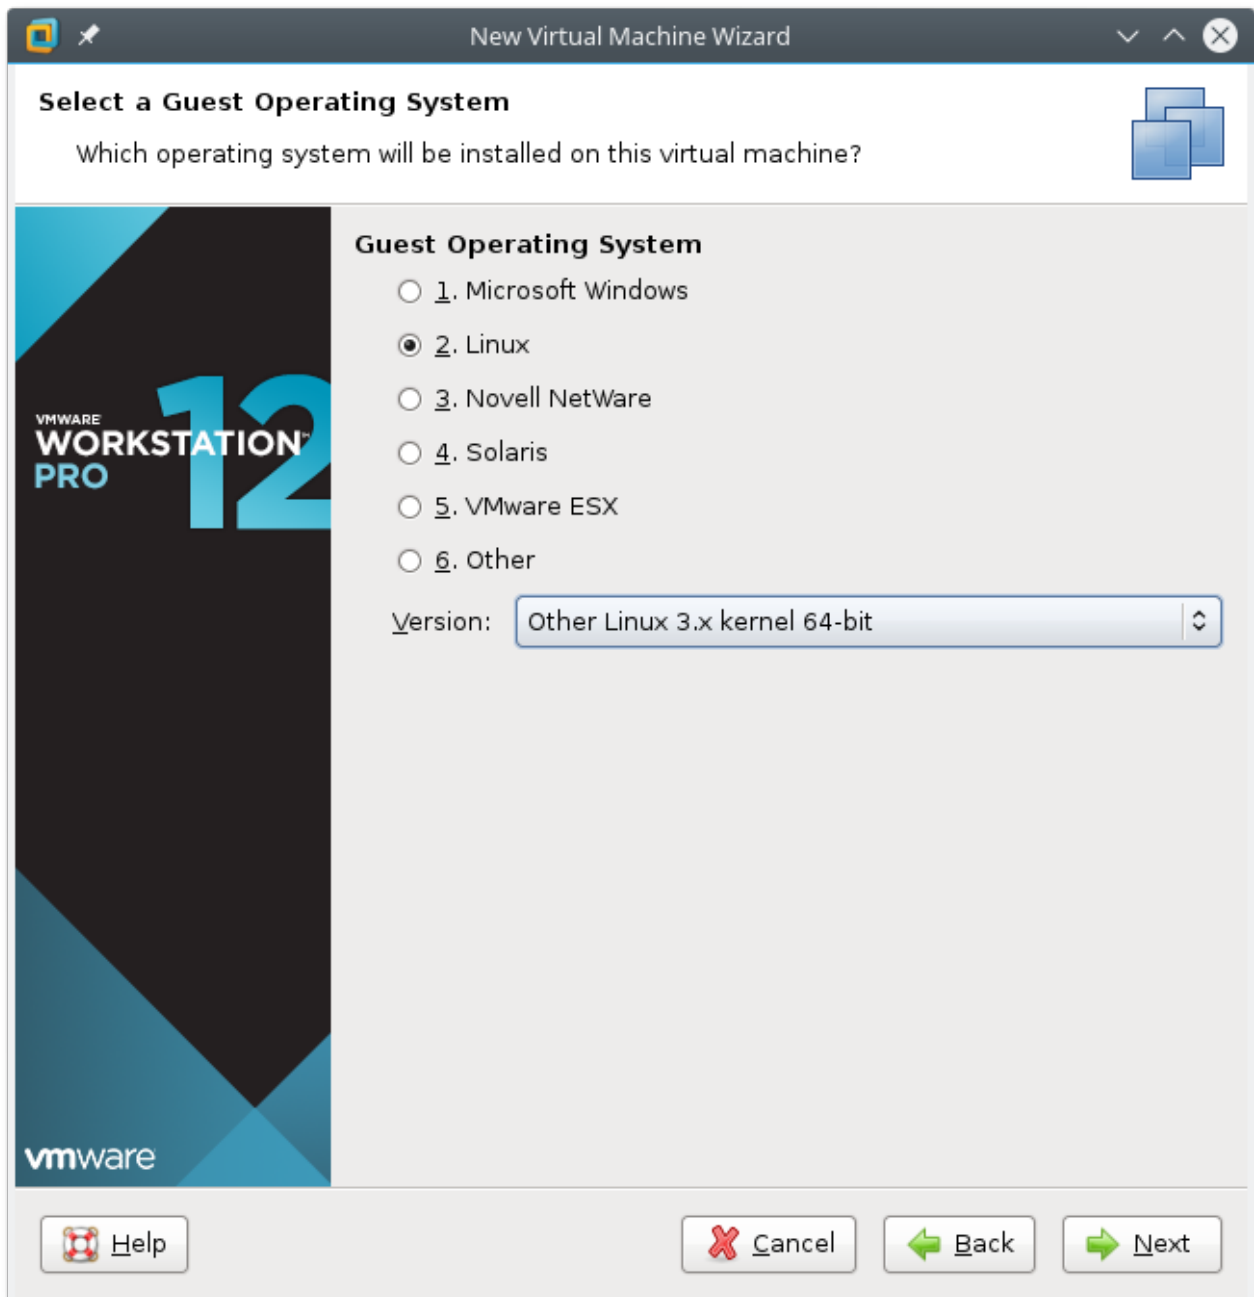 New Virtual Machine Wizard
Select a Guest Operating System
Which operating system will be installed on this virtual machine?
VMWARE
WORKSTATION™
PRO
12
vmware
Guest Operating System
1. Microsoft Windows
2. Linux
3. Novell NetWare
4. Solaris
5. VMware ESX
6. Other
Version: Other Linux 3.x kernel 64-bit
Help Cancel Back Next